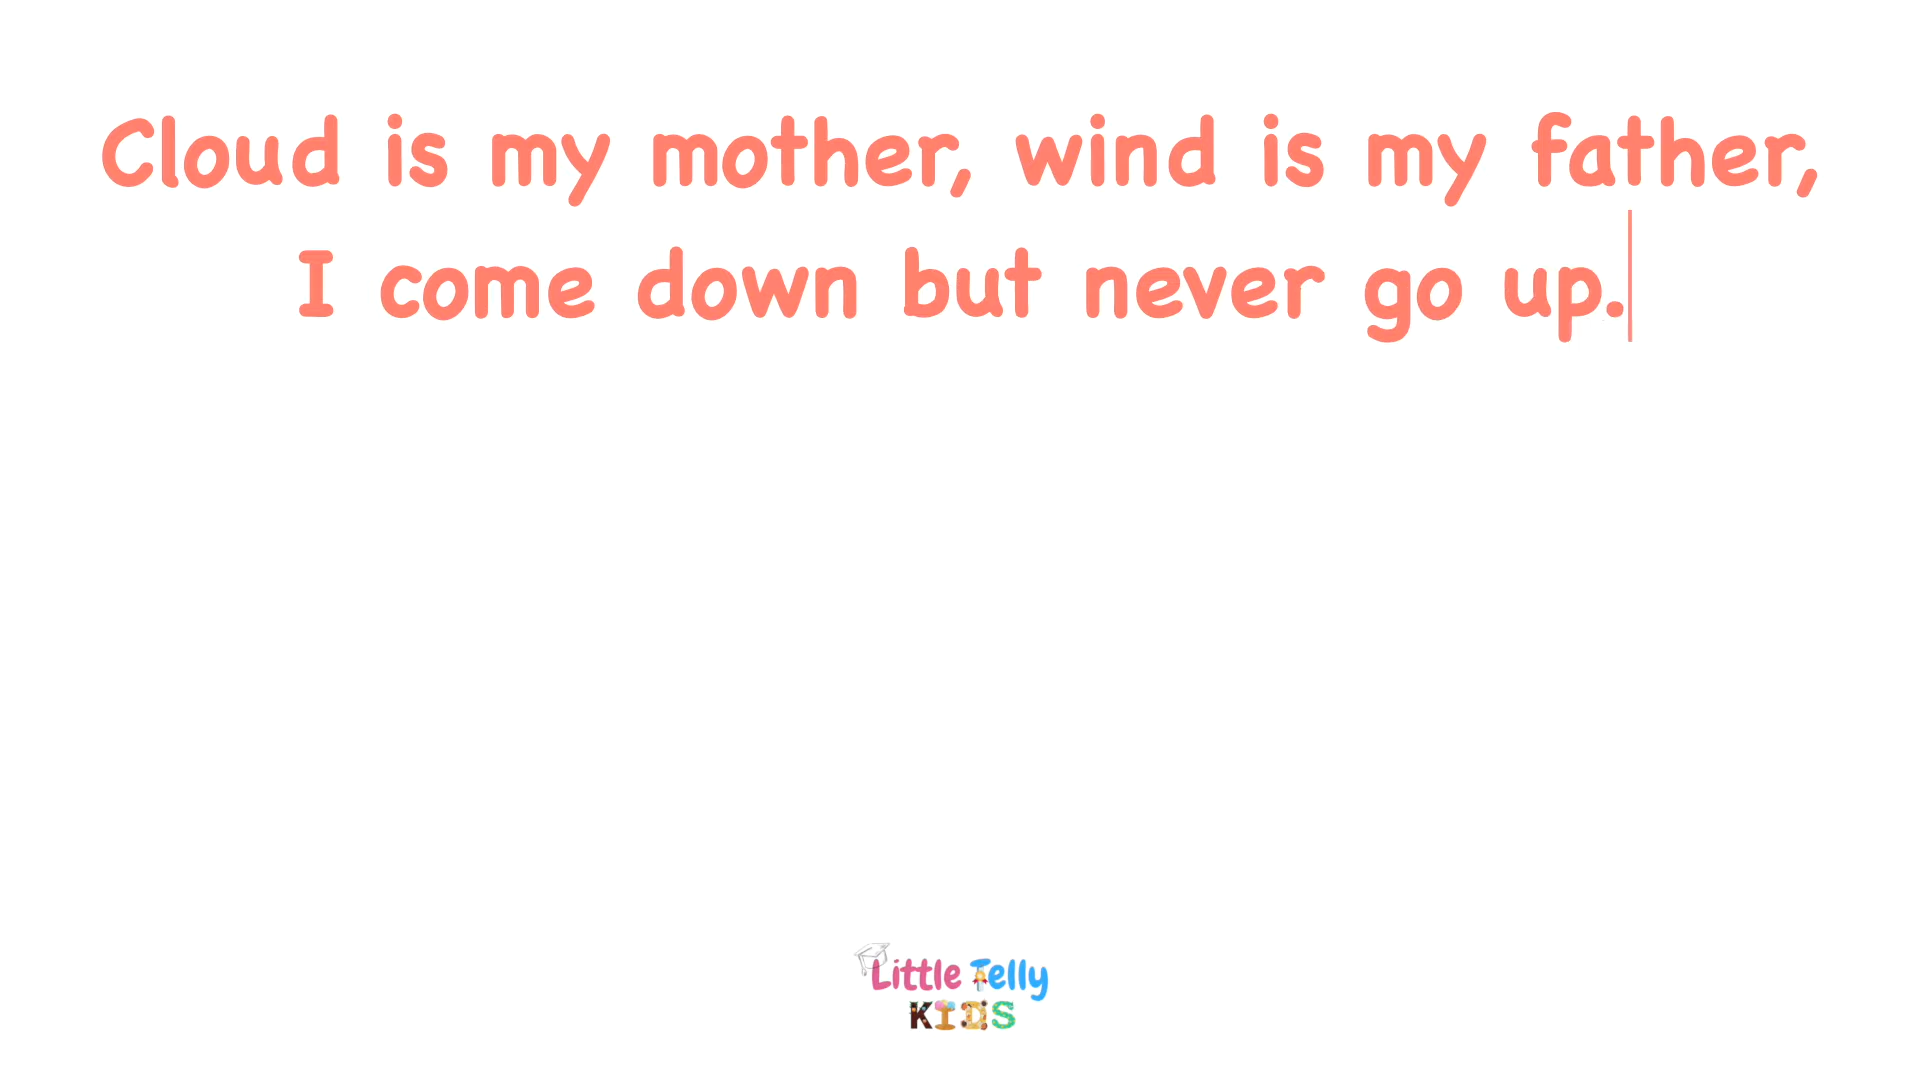 Cloud is my mother, wind is my father,
I come down but never go up.
Little Telly
KIDS